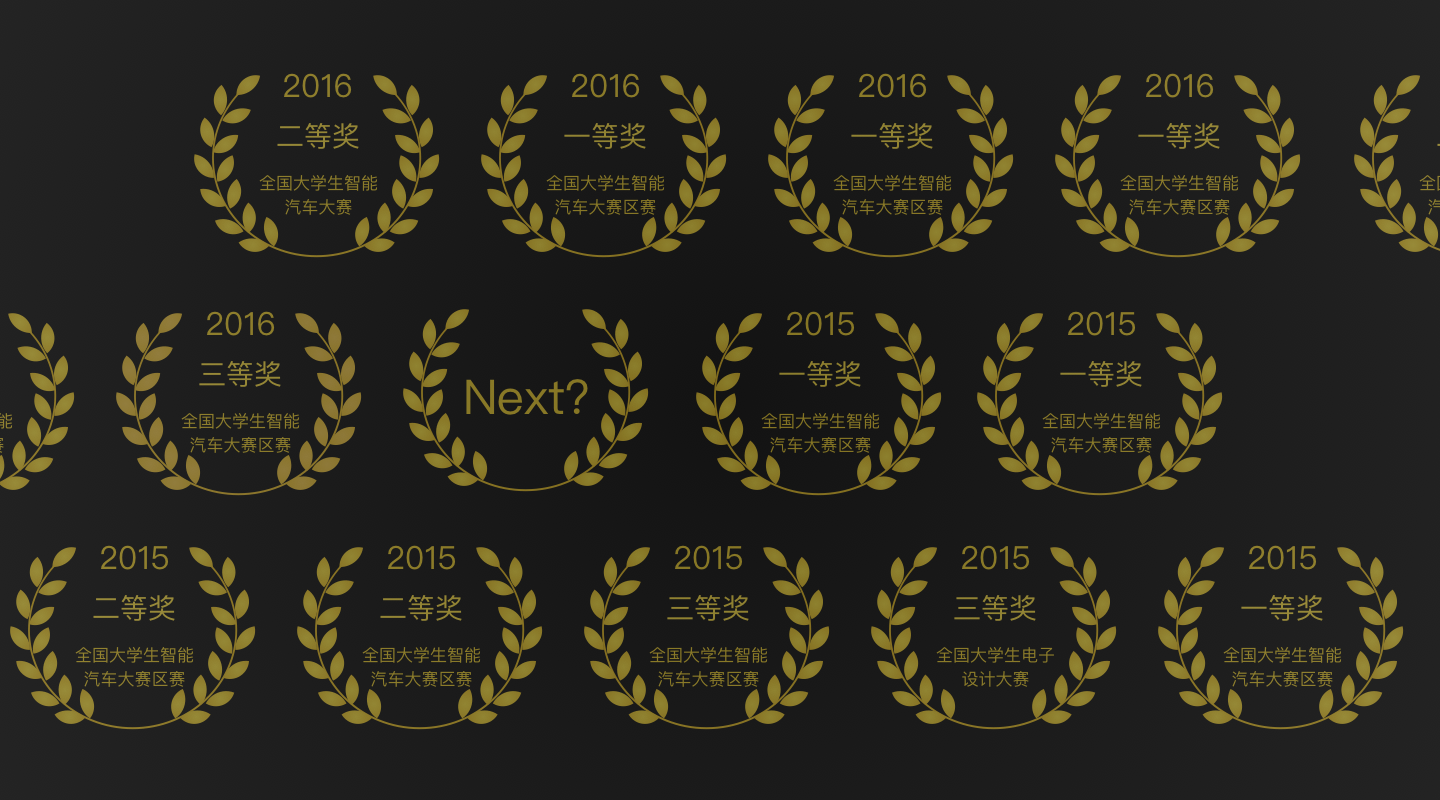 2016
二等奖
全国大学生智能
汽车大赛
2016
一等奖
全国大学生智能
汽车大赛区赛
2016
一等奖
全国大学生智能
汽车大赛区赛
2016
一等奖
全国大学生智能
汽车大赛区赛
2016
三等奖
全国大学生智能
汽车大赛区赛
Next?
2015
一等奖
全国大学生智能
汽车大赛区赛
2015
一等奖
全国大学生智能
汽车大赛区赛
2015
二等奖
全国大学生智能
汽车大赛区赛
2015
二等奖
全国大学生智能
汽车大赛区赛
2015
三等奖
全国大学生智能
汽车大赛区赛
2015
三等奖
全国大学生电子
设计大赛
2015
一等奖
全国大学生智能
汽车大赛区赛